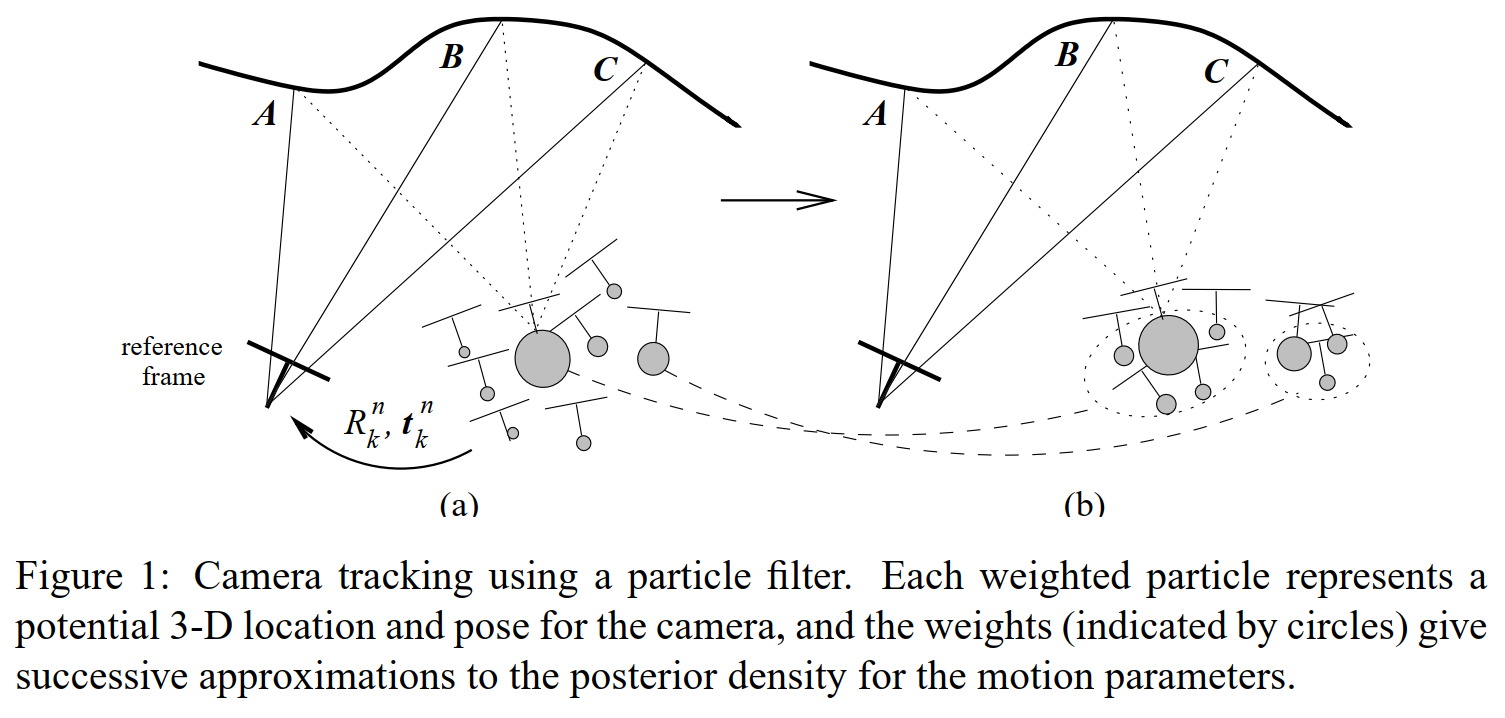 B
C
A
B
C
A
reference
frame
R_k^n, t_k^n
(a)
(b)
Figure 1: Camera tracking using a particle filter. Each weighted particle represents a
potential 3-D location and pose for the camera, and the weights (indicated by circles) give
successive approximations to the posterior density for the motion parameters.